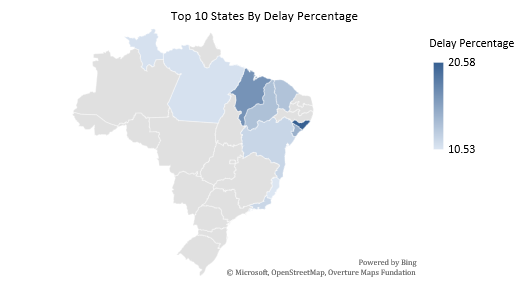 Top 10 States By Delay Percentage
Delay Percentage
20.58
10.53
Powered by Bing
© Microsoft, OpenStreetMap, Overture Maps Fundation